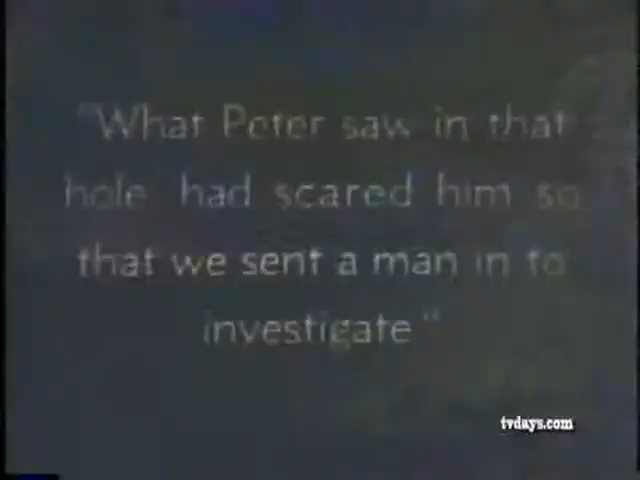 "What Peter saw in that
hole had scared him so
that we sent a man in to
investigate"
tvdays.com